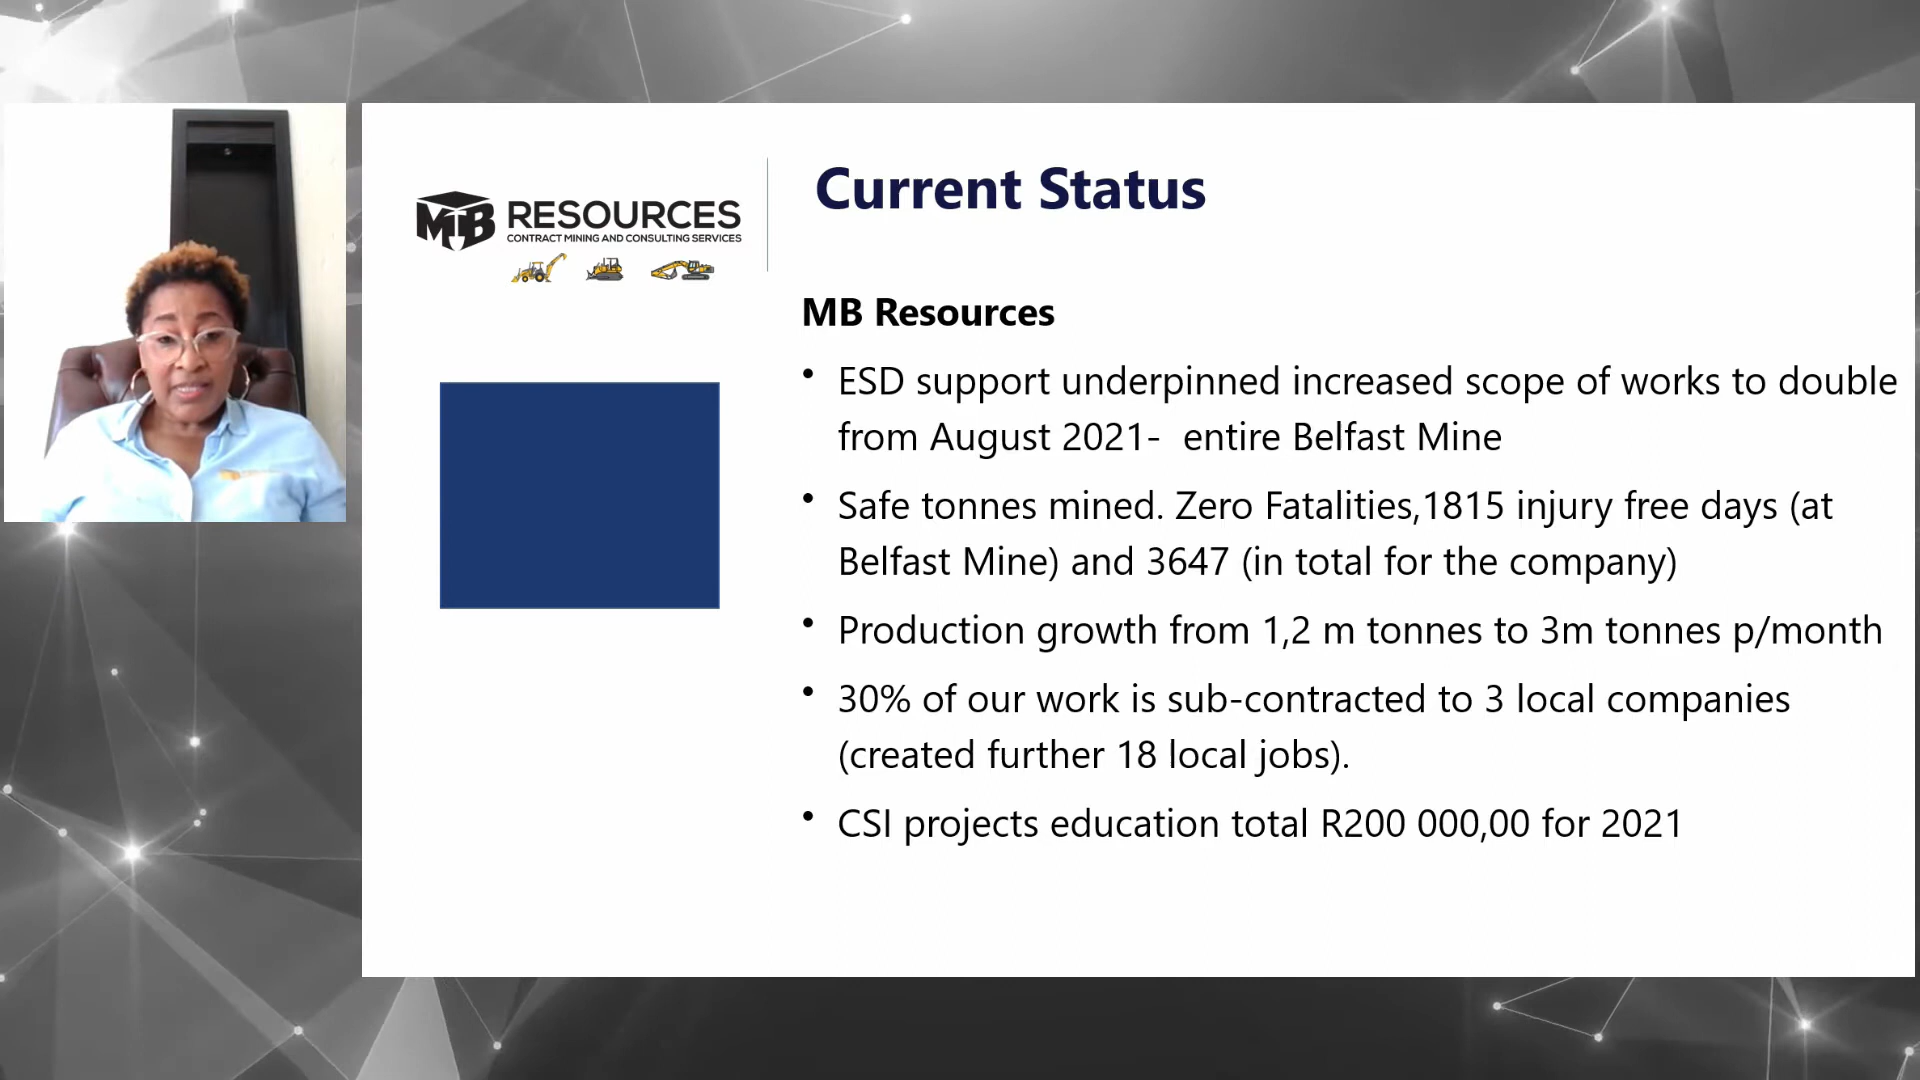 MB RESOURCES
CONTRACT MINING AND CONSULTING SERVICES
Current Status
MB Resources
• ESD support underpinned increased scope of works to double
from August 2021- entire Belfast Mine
• Safe tonnes mined. Zero Fatalities,1815 injury free days (at
Belfast Mine) and 3647 (in total for the company)
• Production growth from 1,2 m tonnes to 3m tonnes p/month
• 30% of our work is sub-contracted to 3 local companies
(created further 18 local jobs).
• CSI projects education total R200 000,00 for 2021